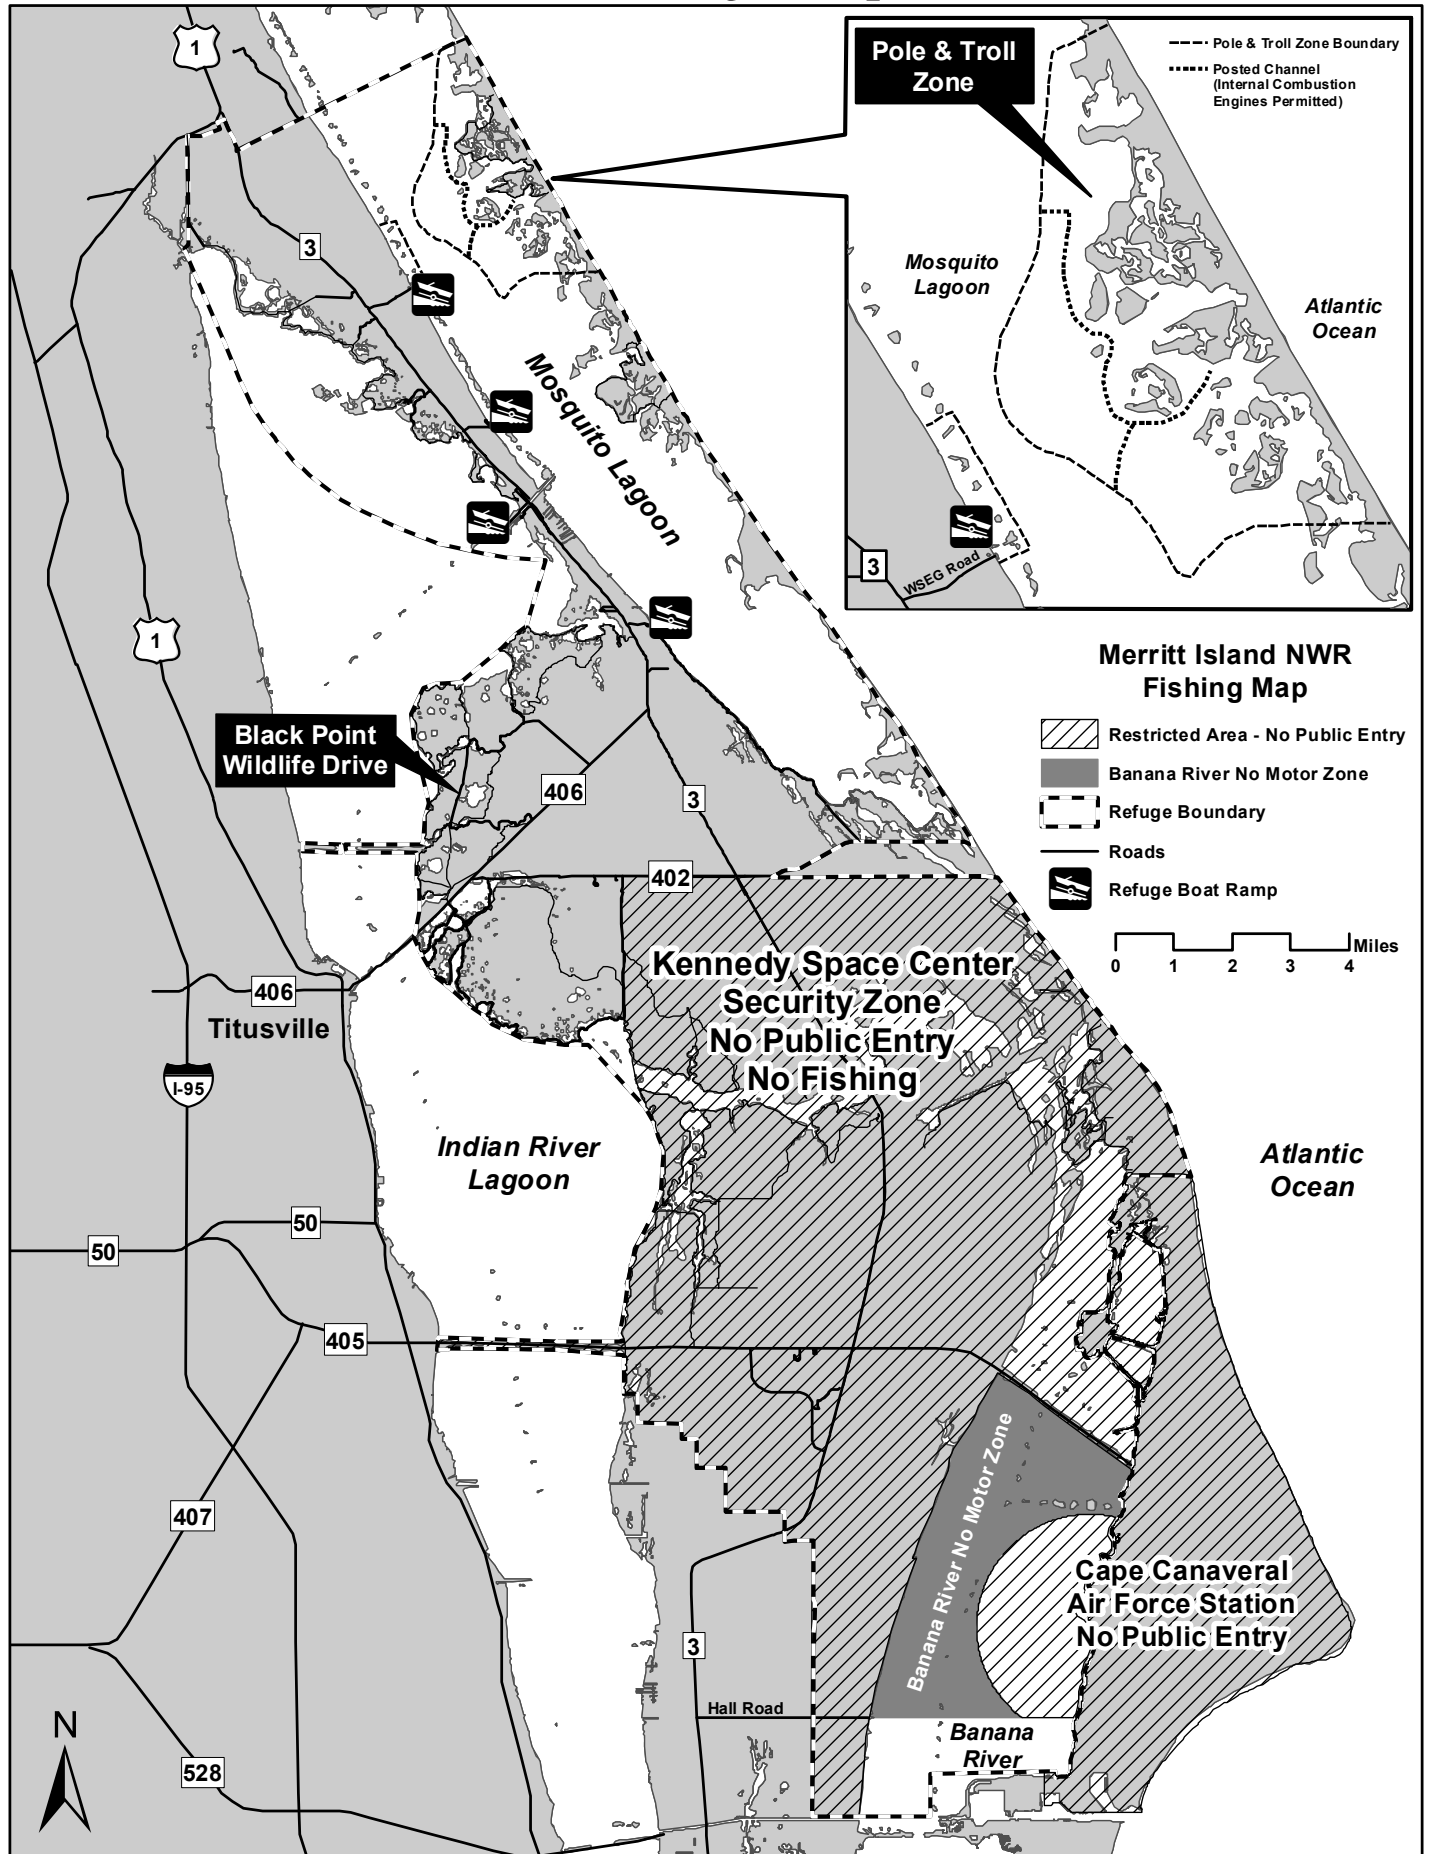 1
Pole & Troll
Zone
Pole & Troll Zone Boundary
Posted Channel
(Internal Combustion
Engines Permitted)
3
Mosquito
Lagoon
Atlantic
Ocean
Mosquito Lagoon
WSEG Road
3
1
Merritt Island NWR
Fishing Map
Restricted Area - No Public Entry
Banana River No Motor Zone
Refuge Boundary
Roads
Refuge Boat Ramp
Miles
0 1 2 3 4
Black Point
Wildlife Drive
406
3
402
Kennedy Space Center
Security Zone
No Public Entry
No Fishing
406
Titusville
I-95
Indian River
Lagoon
Atlantic
Ocean
50
50
405
Banana River No Motor Zone
407
Cape Canaveral
Air Force Station
No Public Entry
3
Hall Road
Banana
River
N
528